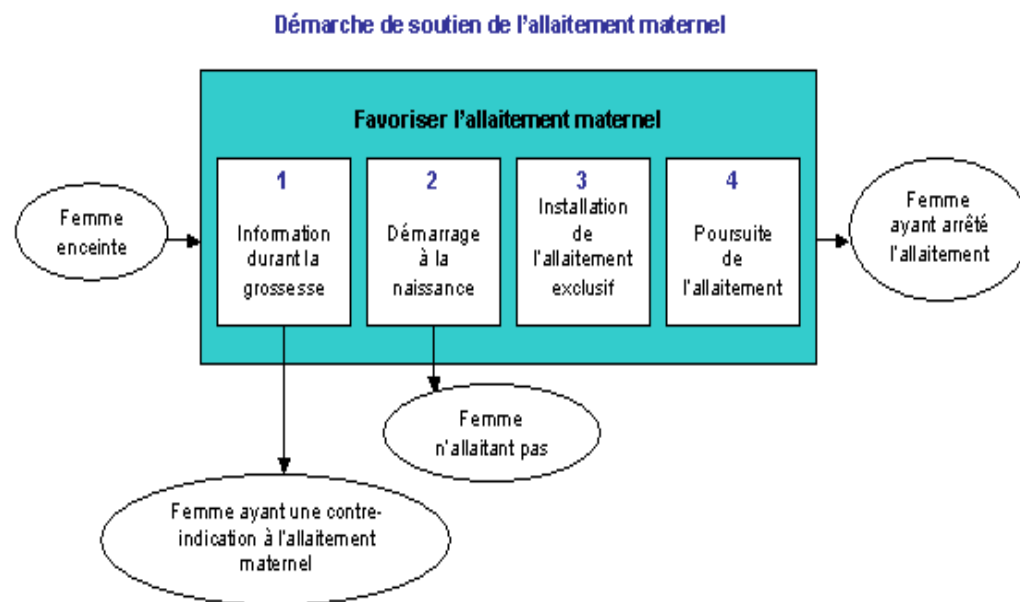 Démarche de soutien de l'allaitement maternel
Favoriser l'allaitement maternel
Femme
enceinte
1
Information
durant la
grossesse
2
Démarrage
à la
naissance
3
Installation
de
l'allaitement
exclusif
4
Poursuite
de
l'allaitement
Femme
ayant arrêté
l'allaitement
Femme
n'allaitant pas
Femme ayant une contre-
indication à l'allaitement
maternel